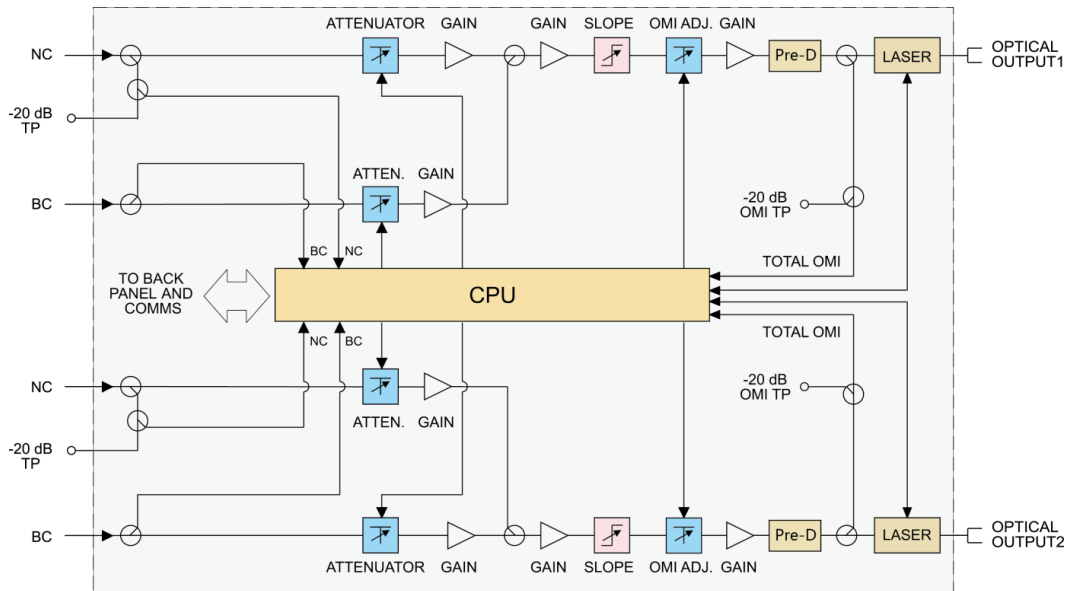 ATTENUATOR GAIN GAIN SLOPE OMI ADJ. GAIN
NC Pre-D LASER OPTICAL
OUTPUT1
-20 dB
TP
ATTEN. GAIN
BC
-20 dB
OMI TP
BC NC
TOTAL OMI
TO BACK
PANEL AND
COMMS
CPU
NC BC
TOTAL OMI
NC
-20 dB
OMI TP
ATTEN. GAIN
-20 dB
TP
BC Pre-D LASER OPTICAL
OUTPUT2
ATTENUATOR GAIN GAIN SLOPE OMI ADJ. GAIN